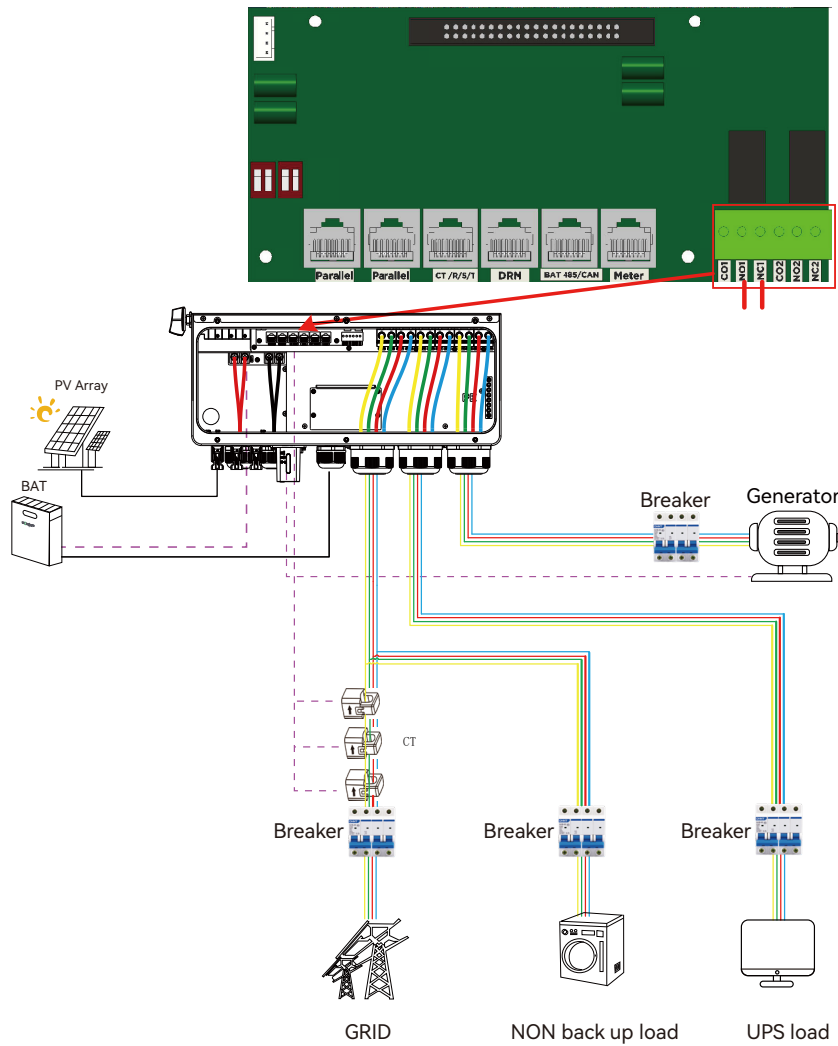 Parallel
Parallel
CT /R/S/T
DRM
BAT 485/CAN
Meter
CO1
NO1
NC1
CO2
NO2
NC2
PV Array
BAT
Breaker
Generator
CT
Breaker
Breaker
Breaker
GRID
NON back up load
UPS load